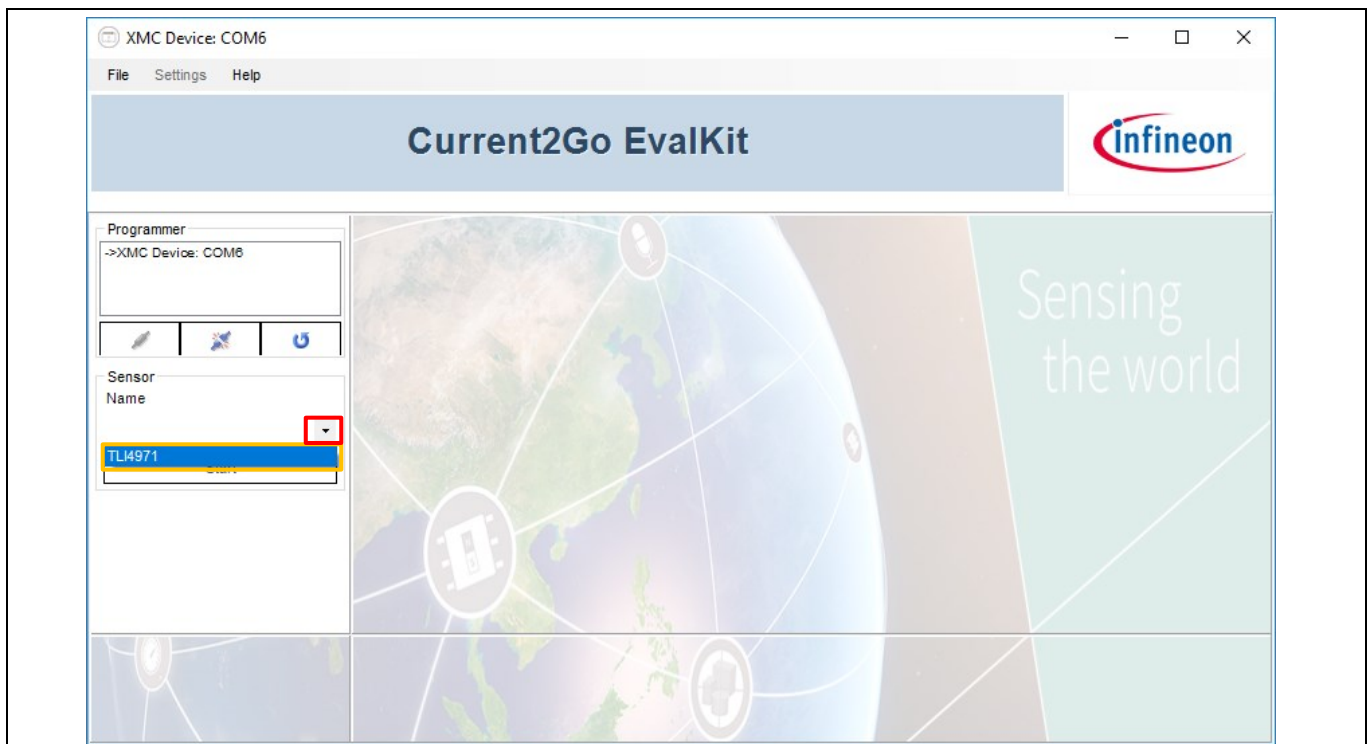 XMC Device: COM6
File Settings Help
Current2Go EvalKit
infineon
Programmer
->XMC Device: COM6
Sensor
Name
TLI4971
Start
Sensing
the world